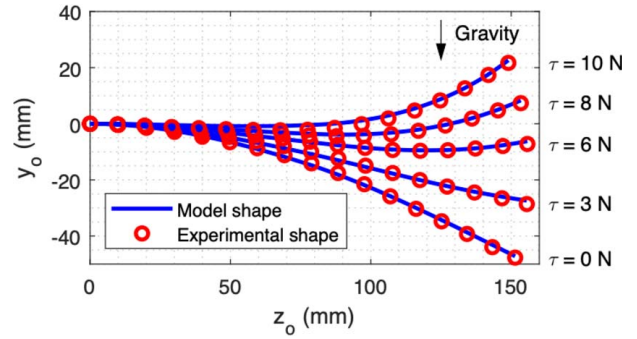 Gravity
40
20
0
-20
-40
y_o (mm)
τ = 10 N
τ = 8 N
τ = 6 N
τ = 3 N
τ = 0 N
Model shape
Experimental shape
0 50 100 150
z_o (mm)